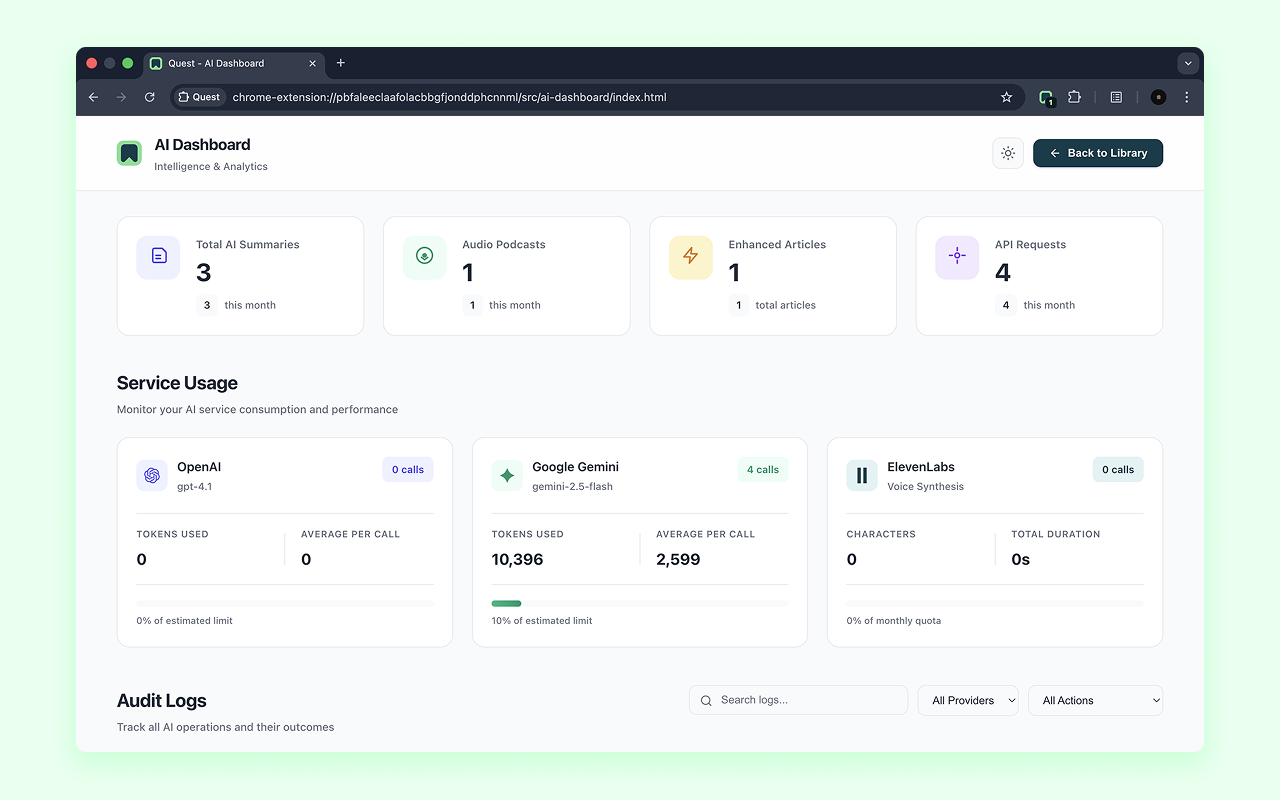 Quest - AI Dashboard
Quest
chrome-extension://pbfaleeclaafolacbbgfjonddphcnnml/src/ai-dashboard/index.html
1
AI Dashboard
Intelligence & Analytics
Back to Library
Total AI Summaries
3
3 this month
Audio Podcasts
1
1 this month
Enhanced Articles
1
1 total articles
API Requests
4
4 this month
Service Usage
Monitor your AI service consumption and performance
OpenAI
gpt-4.1
0 calls
TOKENS USED
0
AVERAGE PER CALL
0
0% of estimated limit
Google Gemini
gemini-2.5-flash
4 calls
TOKENS USED
10,396
AVERAGE PER CALL
2,599
10% of estimated limit
ElevenLabs
Voice Synthesis
0 calls
CHARACTERS
0
TOTAL DURATION
0s
0% of monthly quota
Audit Logs
Track all AI operations and their outcomes
Search logs...
All Providers
All Actions